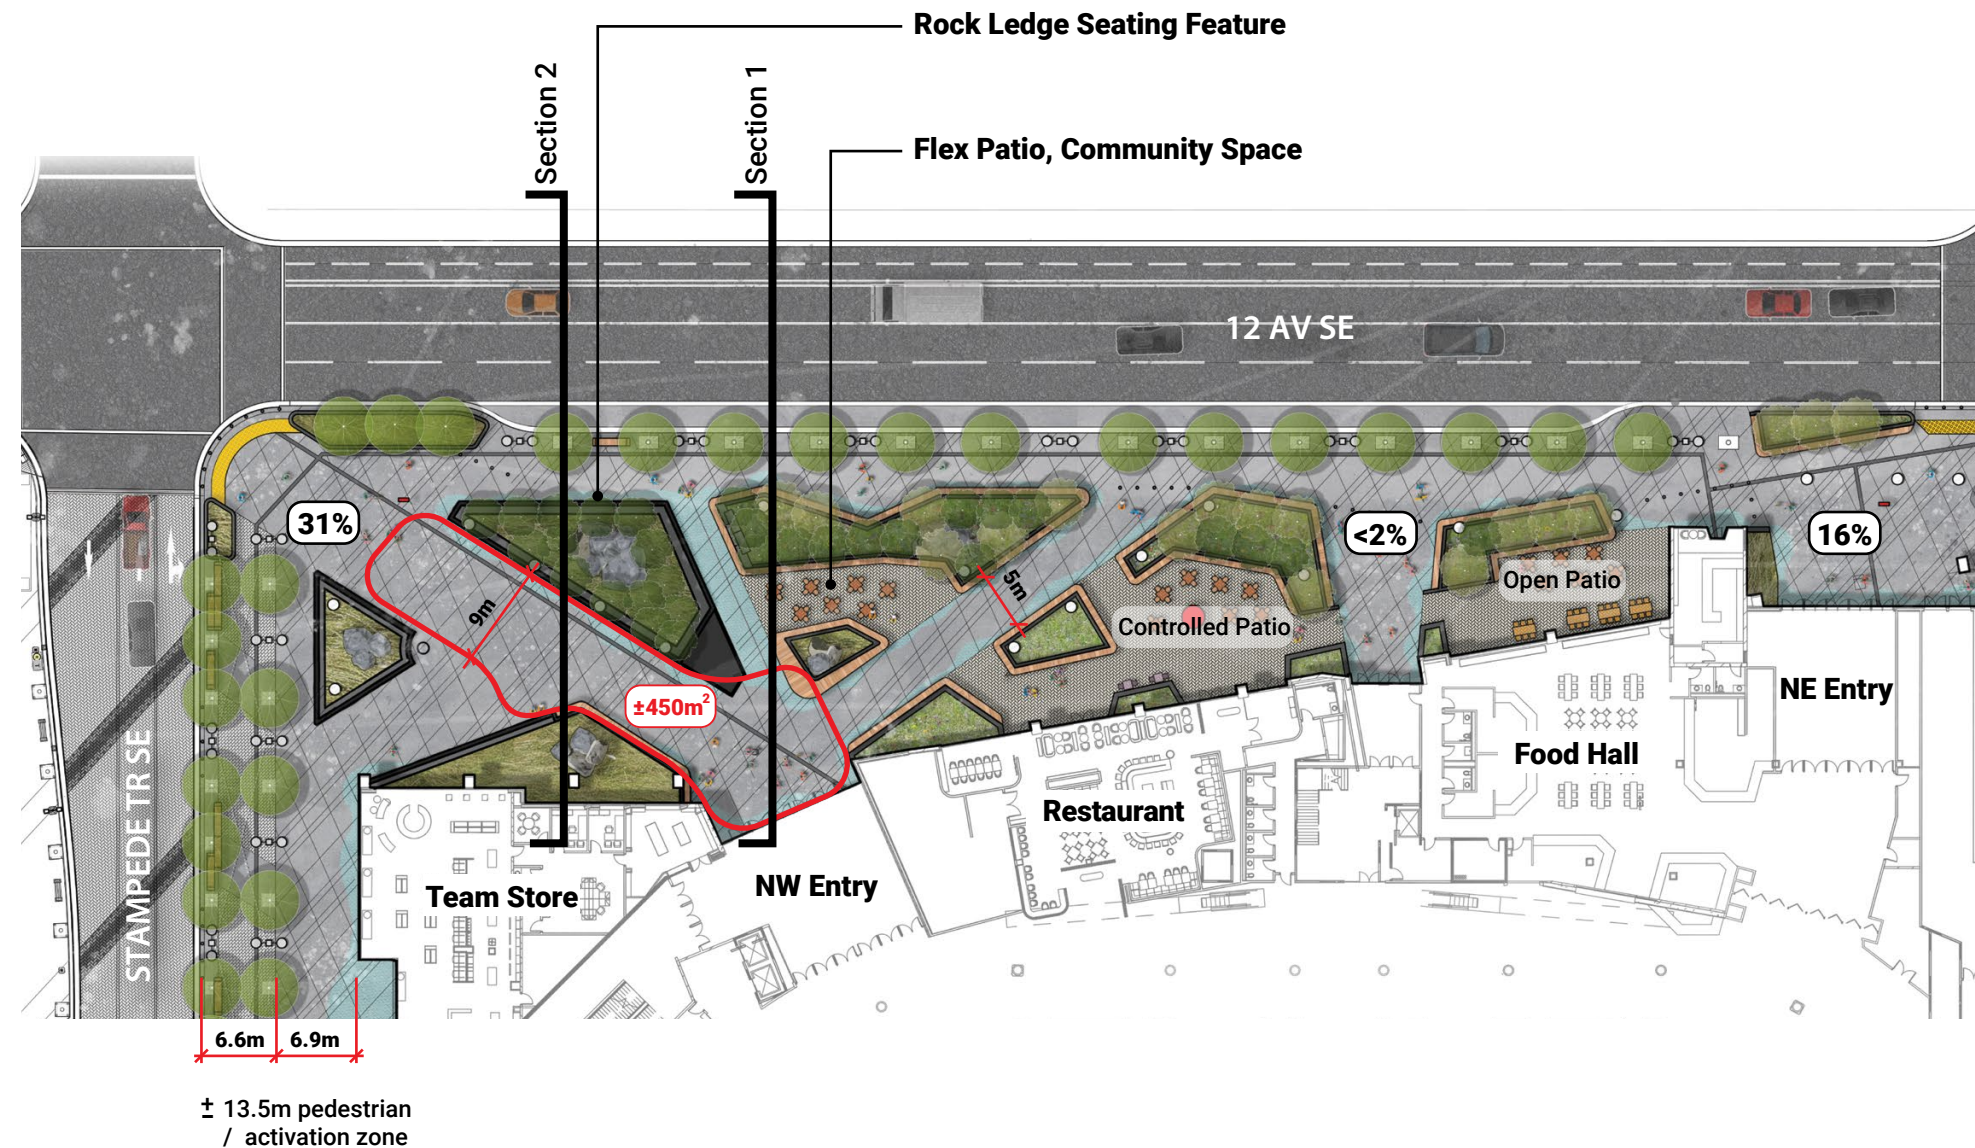 Rock Ledge Seating Feature
Section 2
Section 1
Flex Patio, Community Space
12 AV SE
31%
<2%
16%
Open Patio
9m
5m
Controlled Patio
±450m²
NE Entry
Food Hall
Restaurant
STAMPEDE TR SE
Team Store
NW Entry
6.6m
6.9m
± 13.5m pedestrian
/ activation zone